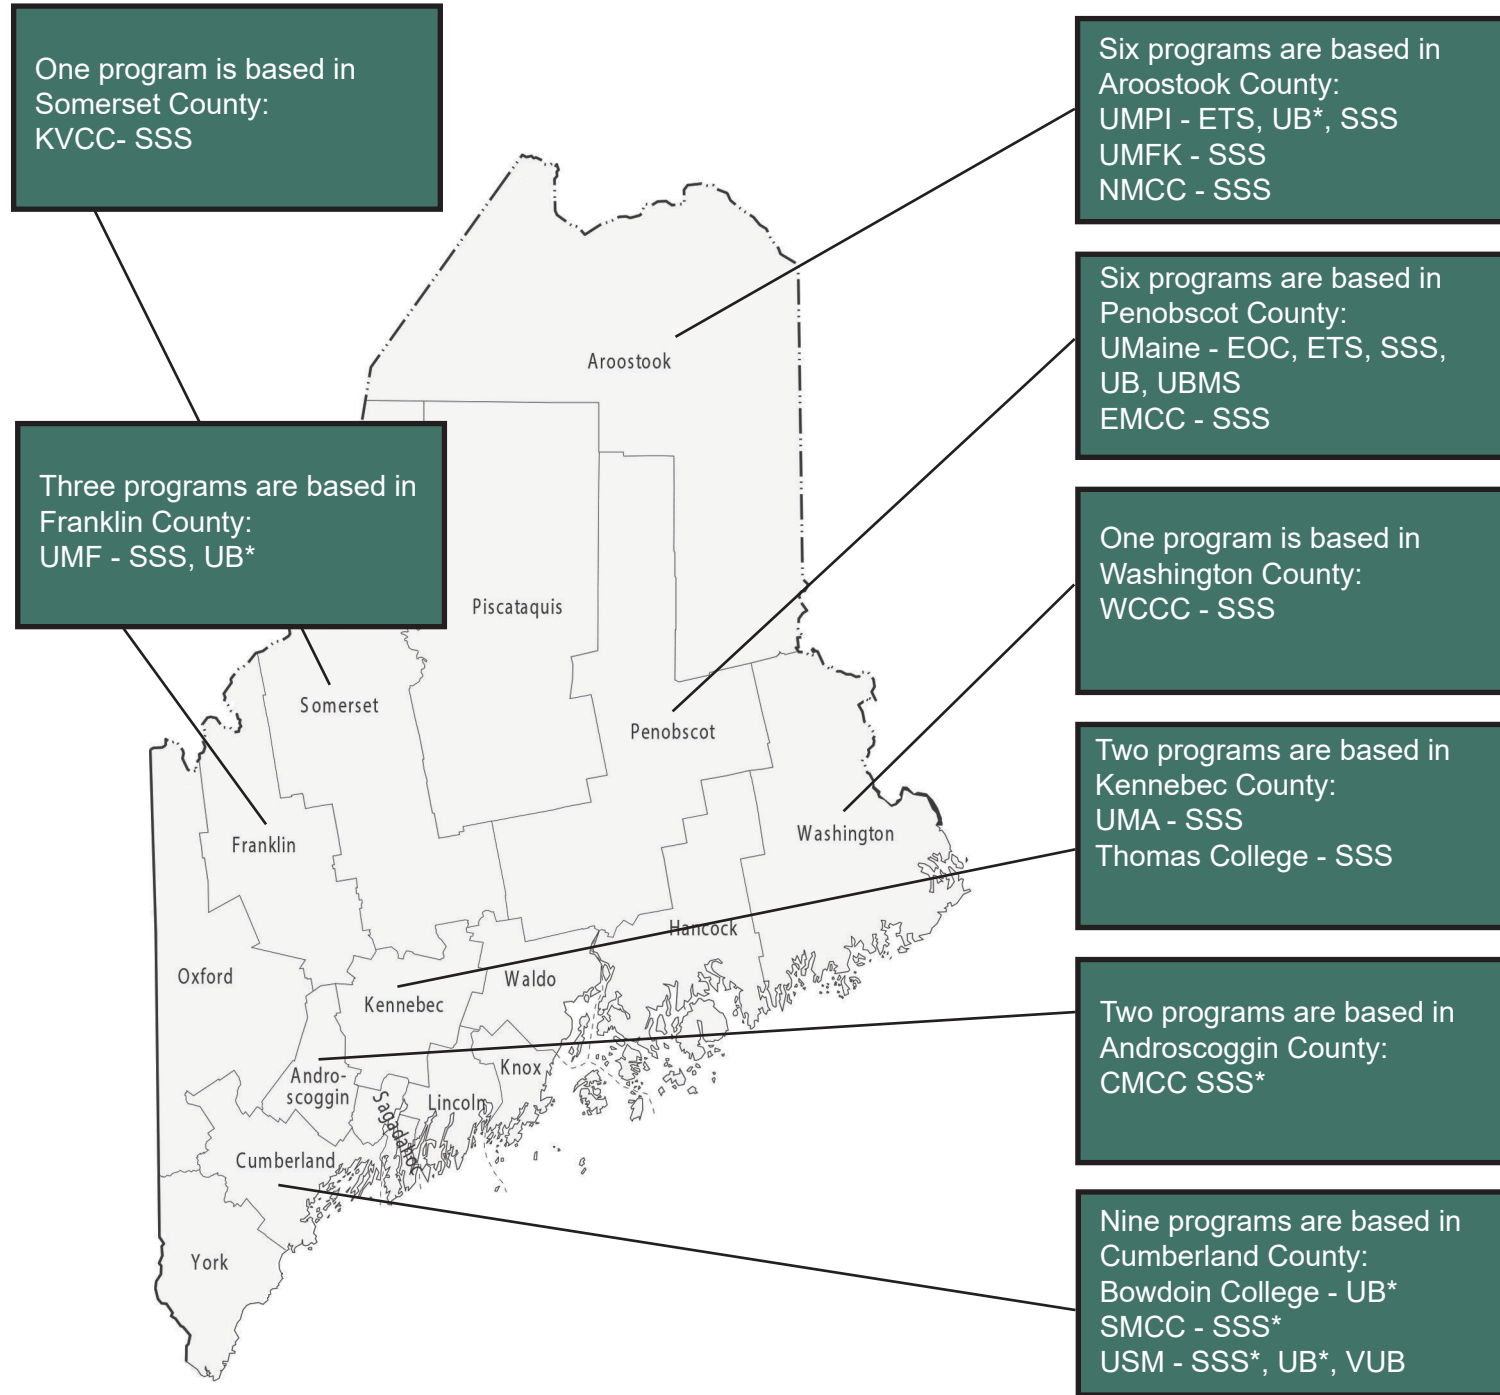 One program is based in
Somerset County:
KVCC- SSS
Six programs are based in
Aroostook County:
UMPI - ETS, UB*, SSS
UMFK - SSS
NMCC - SSS
Six programs are based in
Penobscot County:
UMaine - EOC, ETS, SSS,
UB, UBMS
EMCC - SSS
Three programs are based in
Franklin County:
UMF - SSS, UB*
One program is based in
Washington County:
WCCC - SSS
Two programs are based in
Kennebec County:
UMA - SSS
Thomas College - SSS
Two programs are based in
Androscoggin County:
CMCC SSS*
Nine programs are based in
Cumberland County:
Bowdoin College - UB*
SMCC - SSS*
USM - SSS*, UB*, VUB
Aroostook
Piscataquis
Somerset
Penobscot
Franklin
Washington
Hancock
Oxford
Waldo
Kennebec
Knox
Andro-
scoggin
Lincoln
Sagadahoc
Cumberland
York